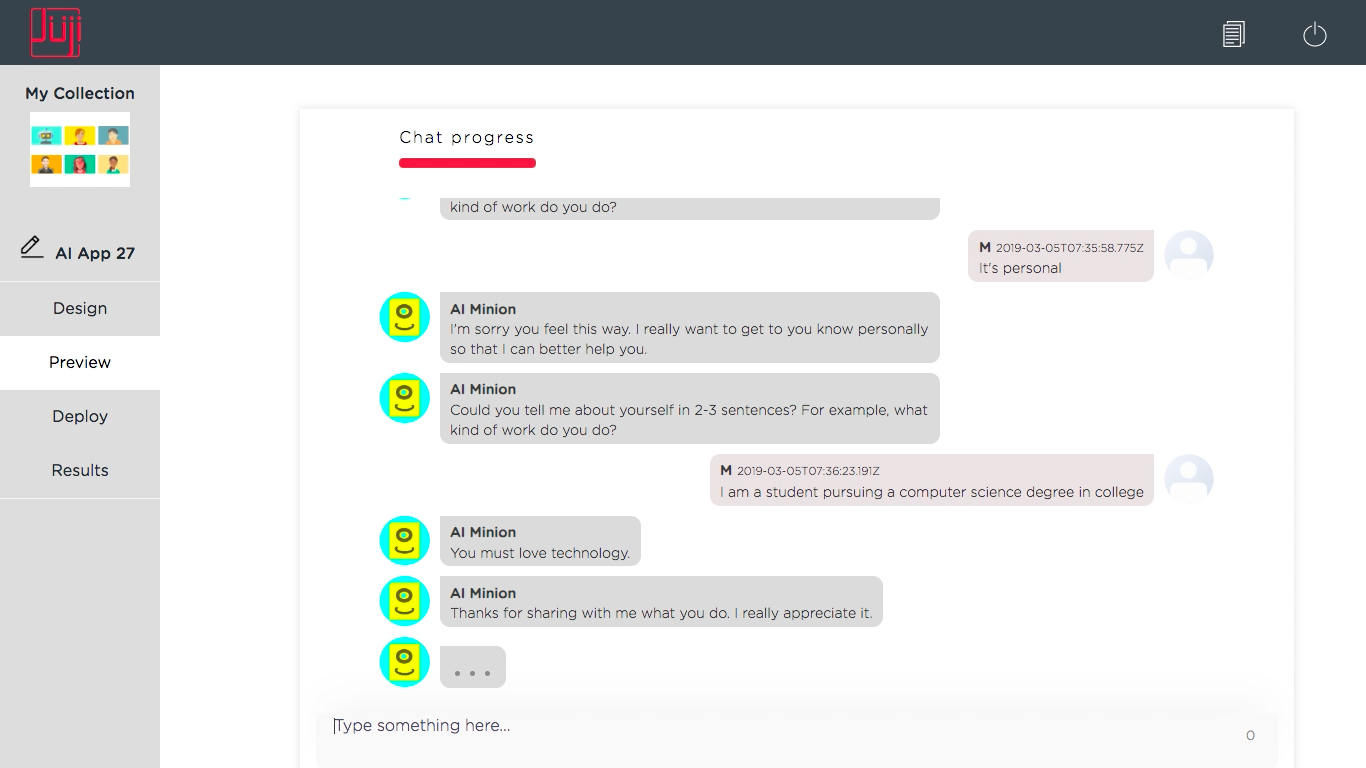 Juji
My Collection
AI App 27
Design
Preview
Deploy
Results
Chat progress
kind of work do you do?
M 2019-03-05T07:35:58.775Z
It's personal
AI Minion
I'm sorry you feel this way. I really want to get to you know personally
so that I can better help you.
AI Minion
Could you tell me about yourself in 2-3 sentences? For example, what
kind of work do you do?
M 2019-03-05T07:36:23.191Z
I am a student pursuing a computer science degree in college
AI Minion
You must love technology.
AI Minion
Thanks for sharing with me what you do. I really appreciate it.
...
Type something here...
0